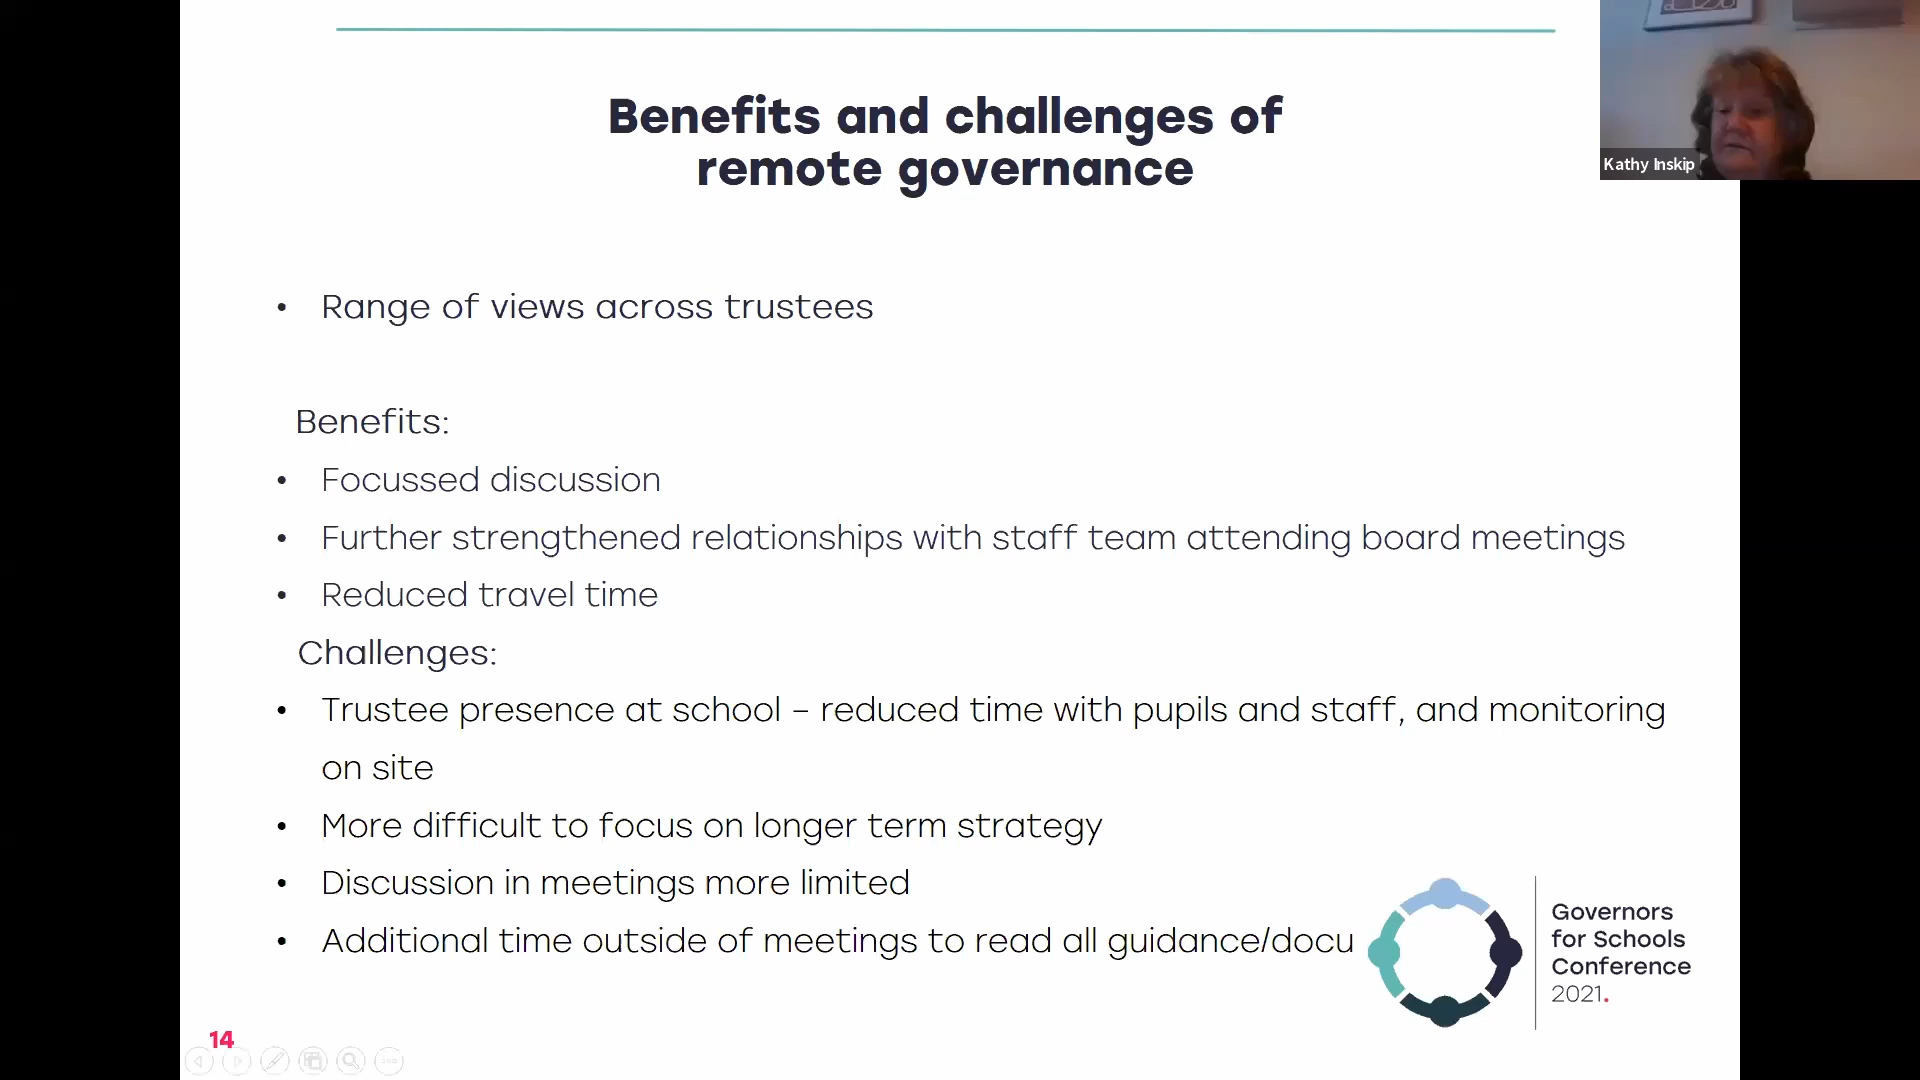 Benefits and challenges of
remote governance
Kathy Inskip
• Range of views across trustees
Benefits:
• Focussed discussion
• Further strengthened relationships with staff team attending board meetings
• Reduced travel time
Challenges:
• Trustee presence at school – reduced time with pupils and staff, and monitoring
on site
• More difficult to focus on longer term strategy
• Discussion in meetings more limited
• Additional time outside of meetings to read all guidance/docu
Governors
for Schools
Conference
2021.
14